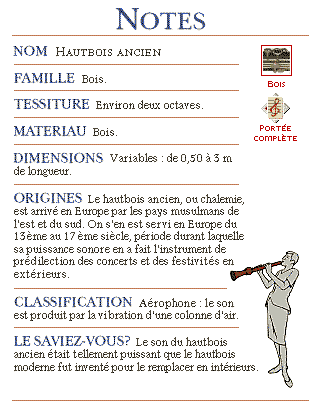 NOTES
NOM HAUTBOIS ANCIEN
FAMILLE Bois.
TESSITURE Environ deux octaves.
MATERIAU Bois.
DIMENSIONS Variables : de 0,50 à 3 m
de longueur.
ORIGINES Le hautbois ancien, ou chalemie,
est arrivé en Europe par les pays musulmans de
l'est et du sud. On s'en est servi en Europe du
13ème au 17 ème siècle, période durant laquelle
sa puissance sonore en a fait l'instrument de
prédilection des concerts et des festivités en
extérieurs.
CLASSIFICATION Aérophone : le son
est produit par la vibration d'une colonne d'air.
LE SAVIEZ-VOUS? Le son du hautbois
ancien était tellement puissant que le hautbois
moderne fut inventé pour le remplacer en intérieur.
BOIS
PORTÉE
COMPLÈTE